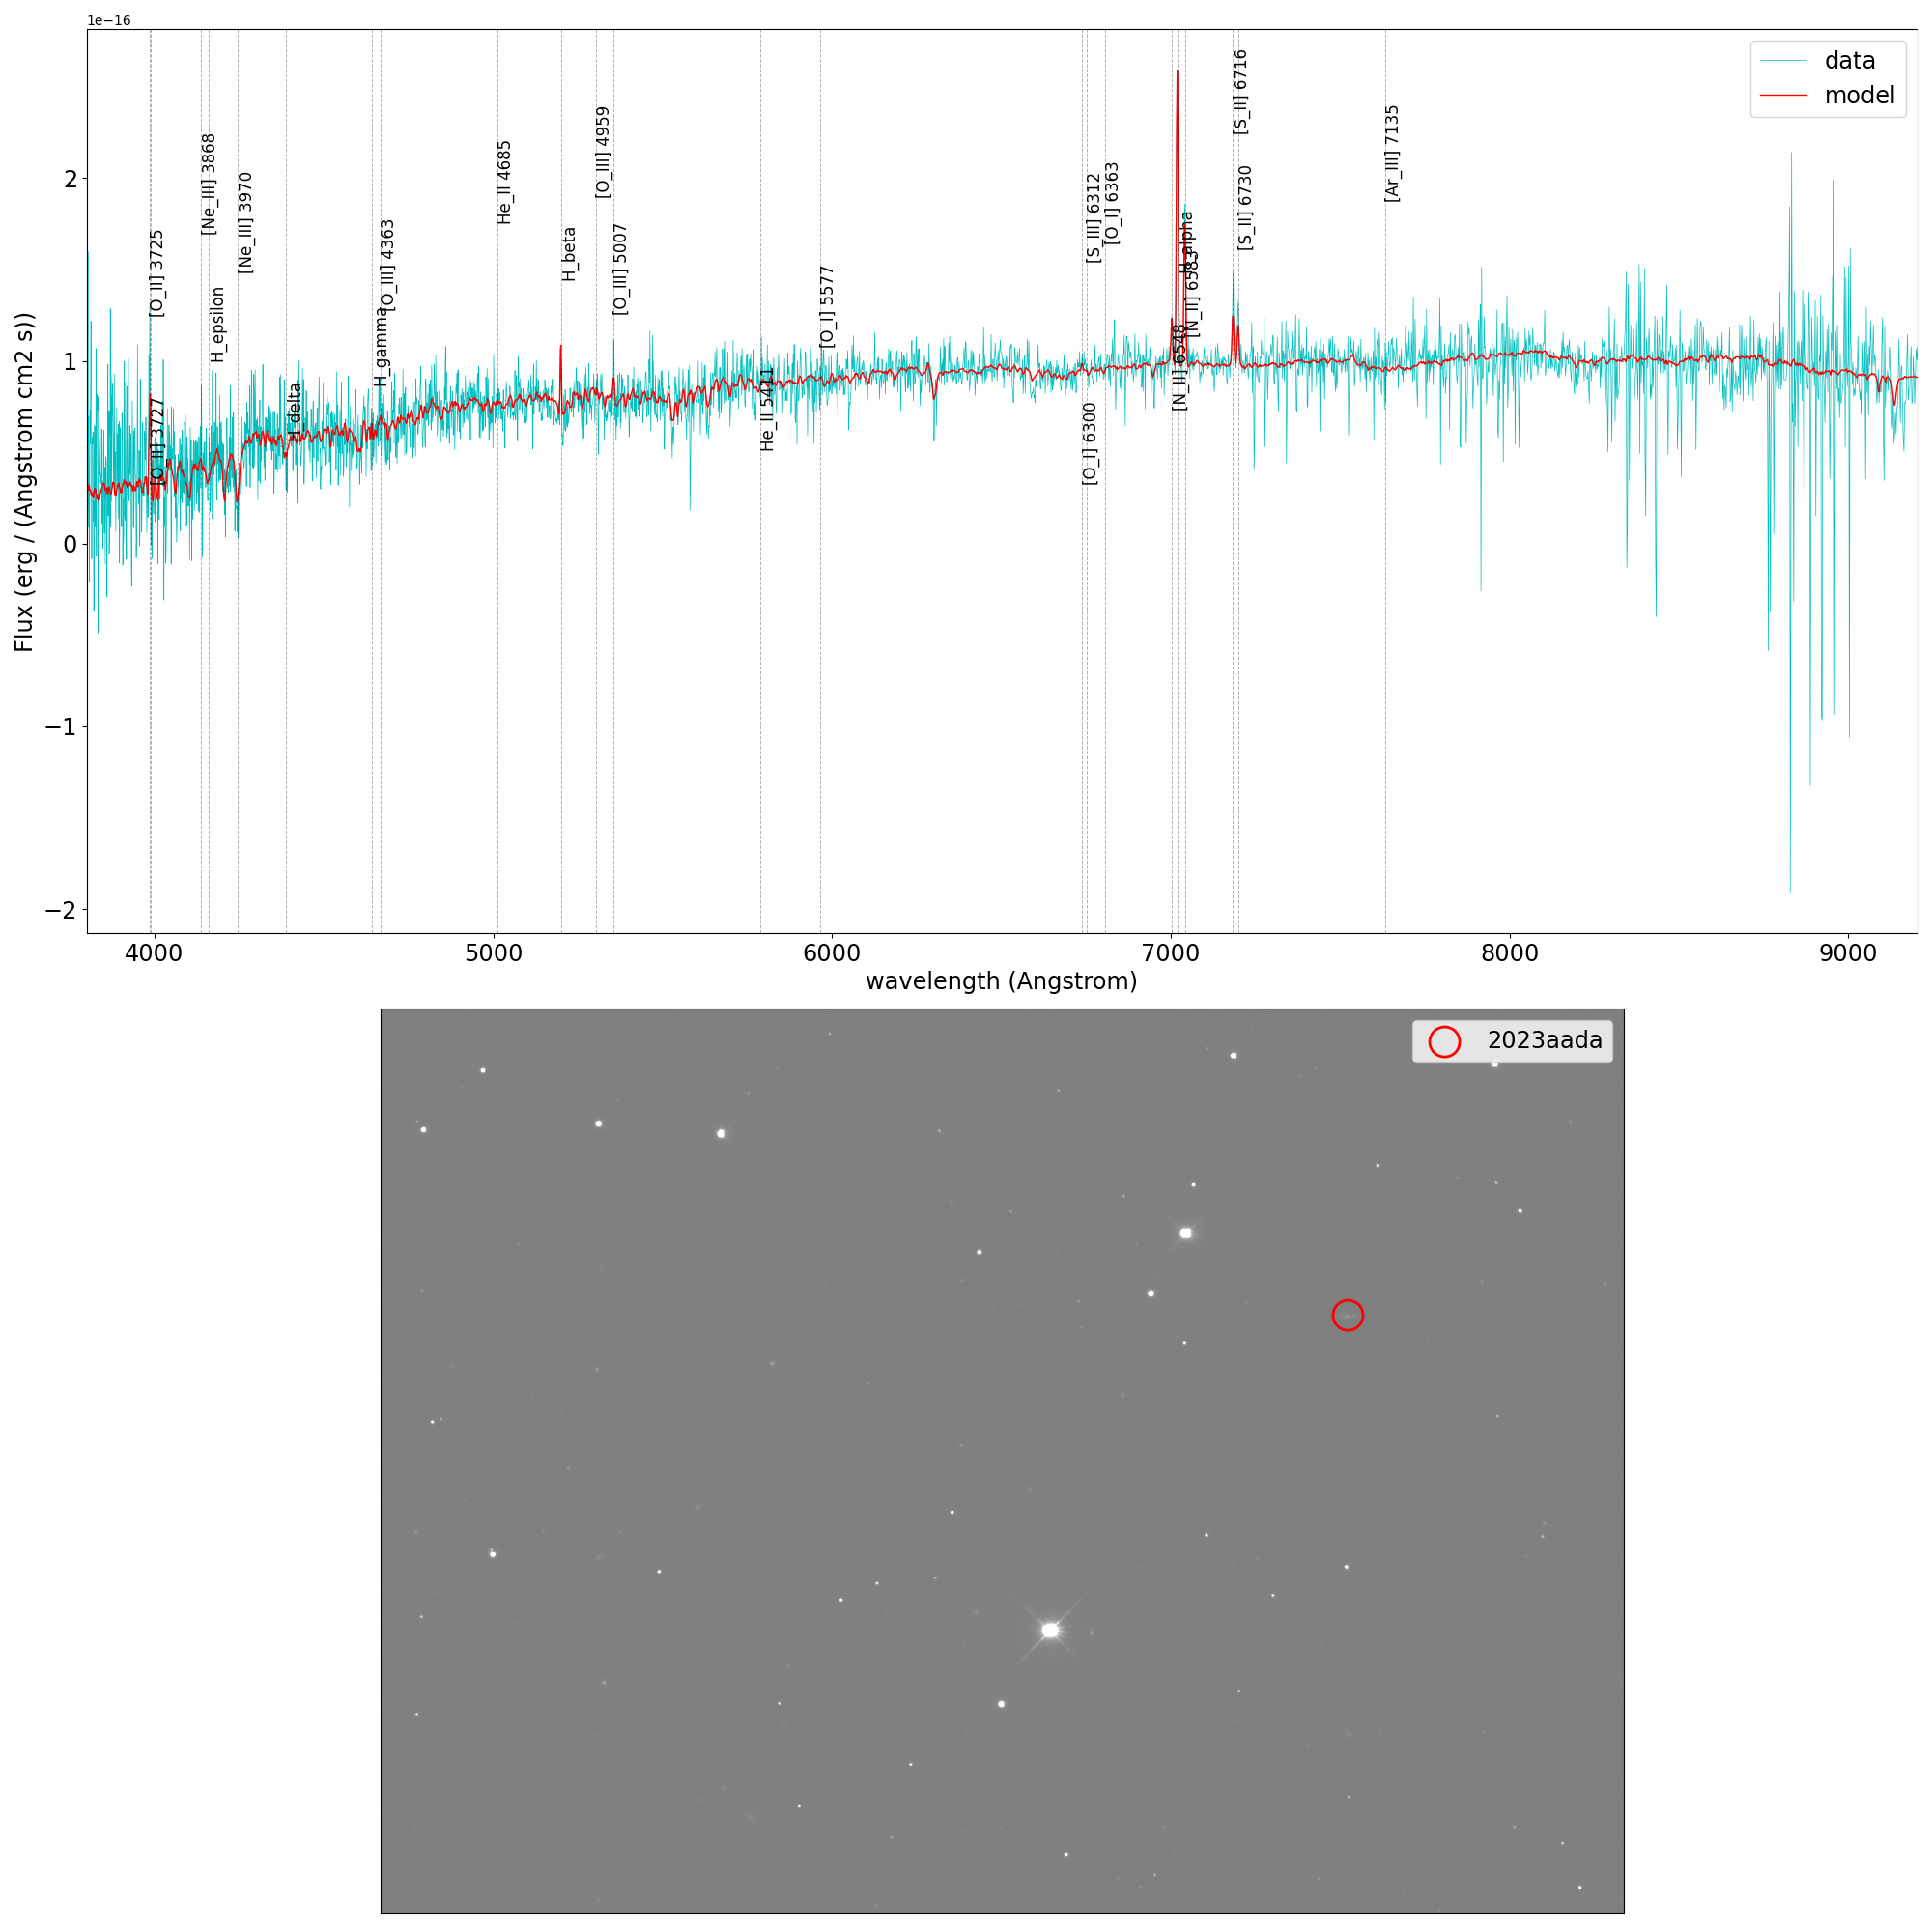 1e−16
data
model
[S_II] 6716
[O_III] 4959
[Ar_III] 7135
[Ne_III] 3868
He_II 4685
[Ne_III] 3970
[S_III] 6312
[O_I] 6363
[S_II] 6730
2
[O_II] 3725
[O_III] 4363
H_beta
[O_III] 5007
H_alpha
H_epsilon
[O_I] 5577
[N_II] 6583
H_gamma
[N_II] 6548
1
H_delta
He_II 5411
[O_II] 3727
[O_I] 6300
0
−1
−2
Flux (erg / (Angstrom cm2 s))
4000 5000 6000 7000 8000 9000
wavelength (Angstrom)
2023aada